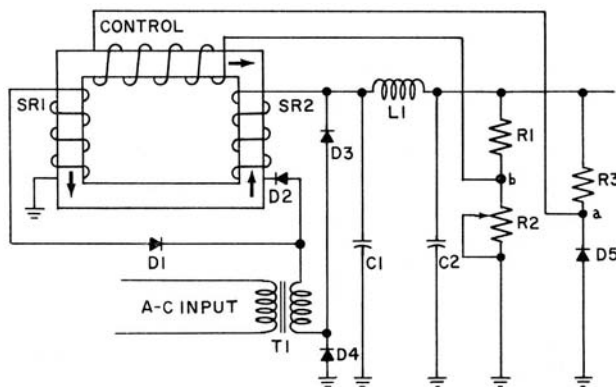 CONTROL
SR1
SR2
L1
D3
R1
R3
b
a
D2
R2
D5
D1
C1
C2
A-C INPUT
T1
D4